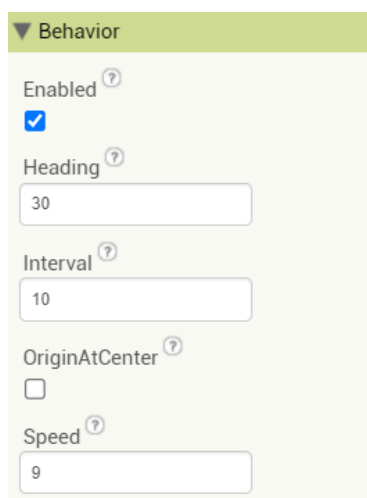 Behavior
Enabled ?
Heading ?
30
Interval ?
10
OriginAtCenter ?
Speed ?
9